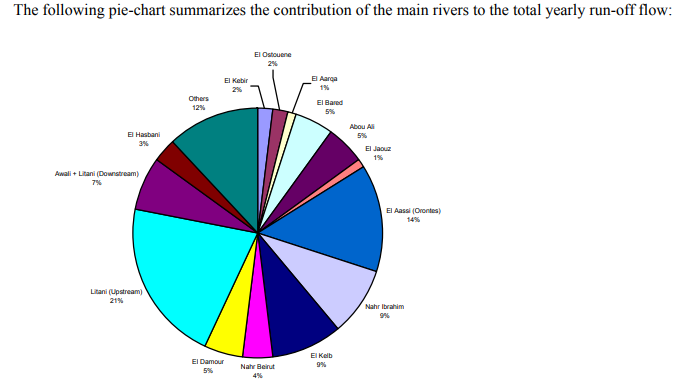 The following pie-chart summarizes the contribution of the main rivers to the total yearly run-off flow:
El Ostouene
2%
El Kebir
2%
El Aarqa
1%
El Bared
5%
Others
12%
Abou Ali
5%
El Jaouz
1%
El Hasbani
3%
Awali + Litani (Downstream)
7%
El Aassi (Orontes)
14%
Litani (Upstream)
21%
Nahr Ibrahim
9%
El Kelb
9%
El Damour
5%
Nahr Beirut
4%